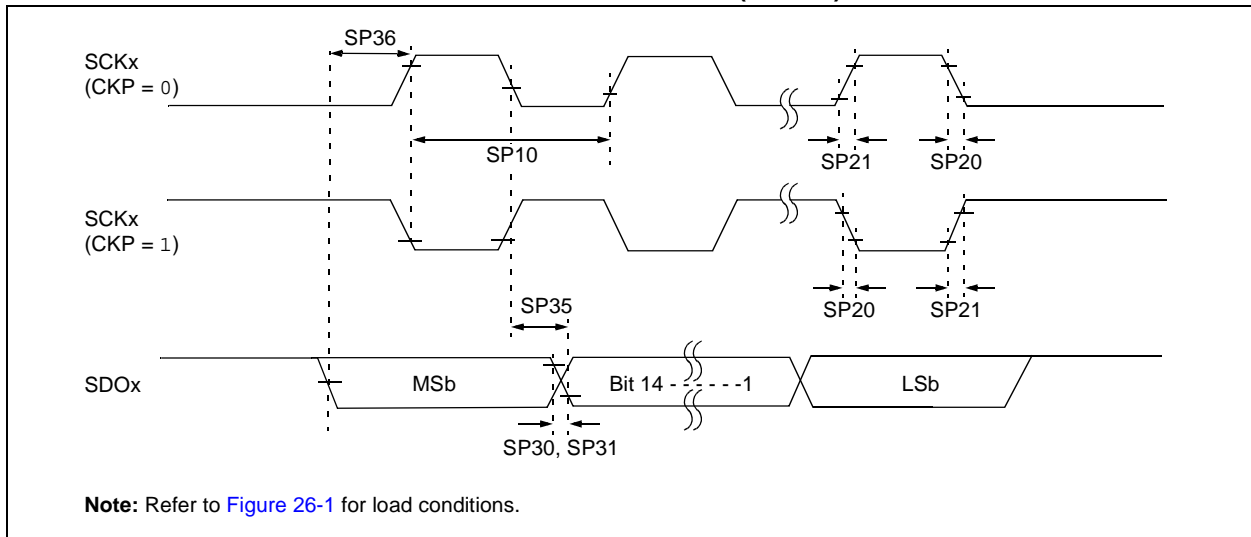 SP36
SCKx
(CKP = 0)
SP10
SP21
SP20
SCKx
(CKP = 1)
SP35
SP20
SP21
SDOx
MSb
Bit 14 - - - - - -1
LSb
SP30, SP31
Note: Refer to Figure 26-1 for load conditions.